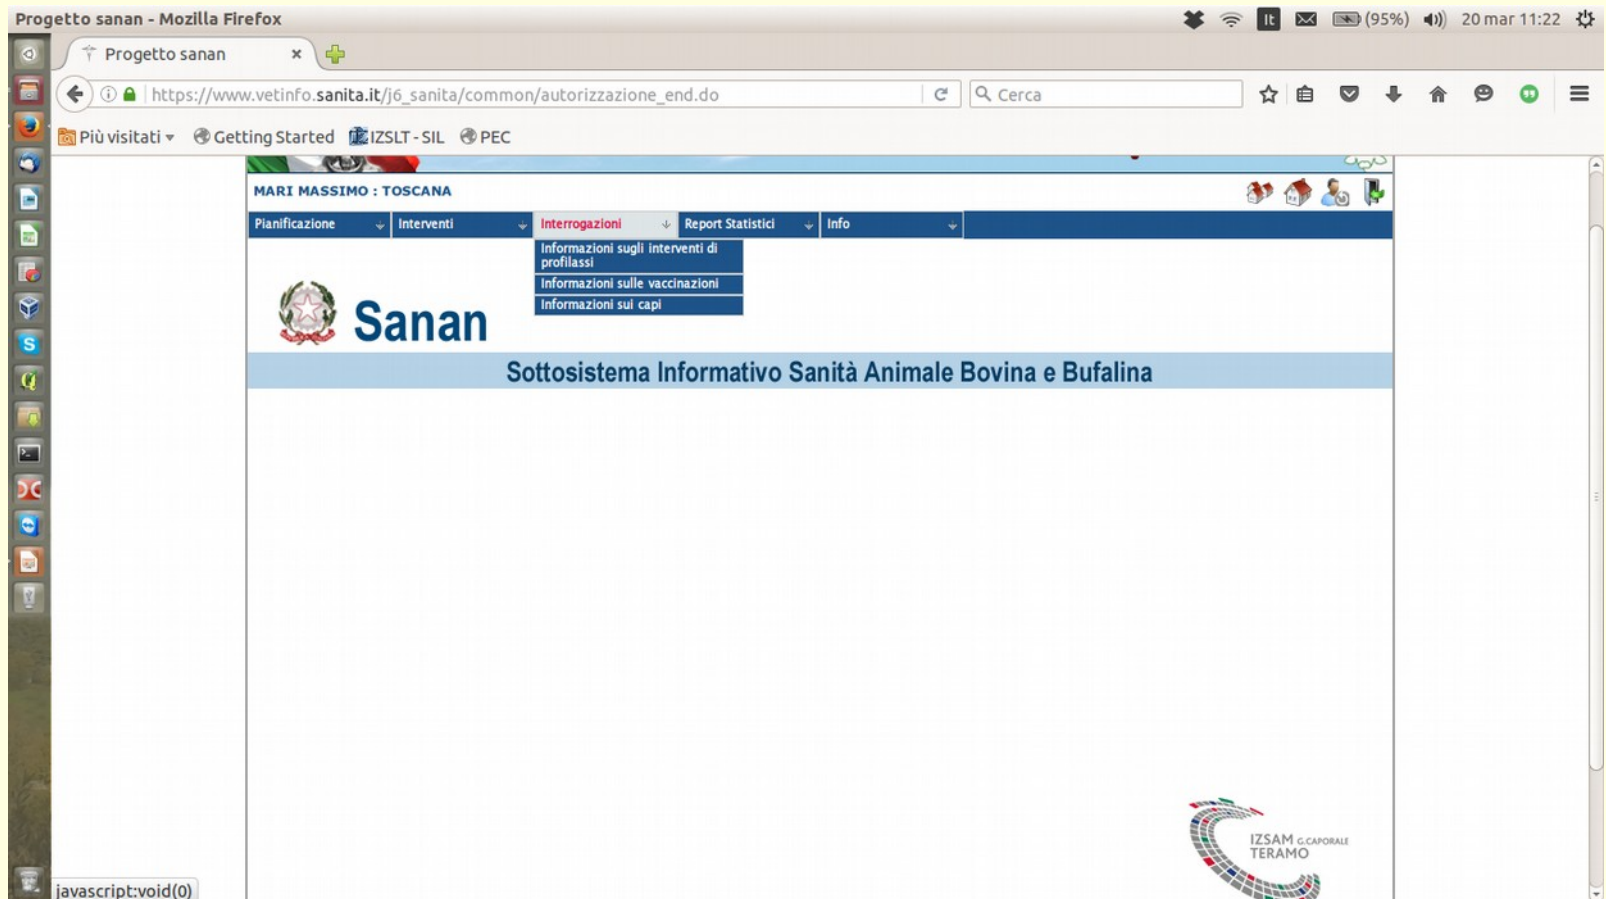 Progetto sanan - Mozilla Firefox
It
(95%)
20 mar 11:22
Progetto sanan
https://www.vetinfo.sanita.it/j6_sanita/common/autorizzazione_end.do
Cerca
Più visitati
Getting Started
IZSLT - SIL
PEC
MARI MASSIMO : TOSCANA
Pianificazione
Interventi
Interrogazioni
Report Statistici
Info
Informazioni sugli interventi di
profilassi
Informazioni sulle vaccinazioni
Informazioni sui capi
Sanan
Sottosistema Informativo Sanità Animale Bovina e Bufalina
IZSAM G.CAPORALE
TERAMO
javascript:void(0)